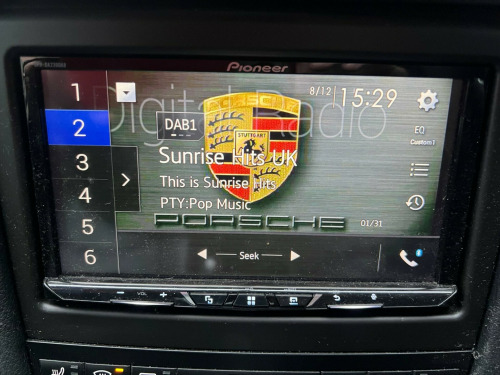 Pioneer
8/12 15:29
Digital Radio
1
2
3
4
5
6
PORSCHE
STUTTGART
DAB1
Sunrise Hits UK
This is Sunrise Hits
PTY:Pop Music
PORSCHE
01/31
EQ
Custom1
Seek
VOL